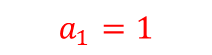 a₁ = 1